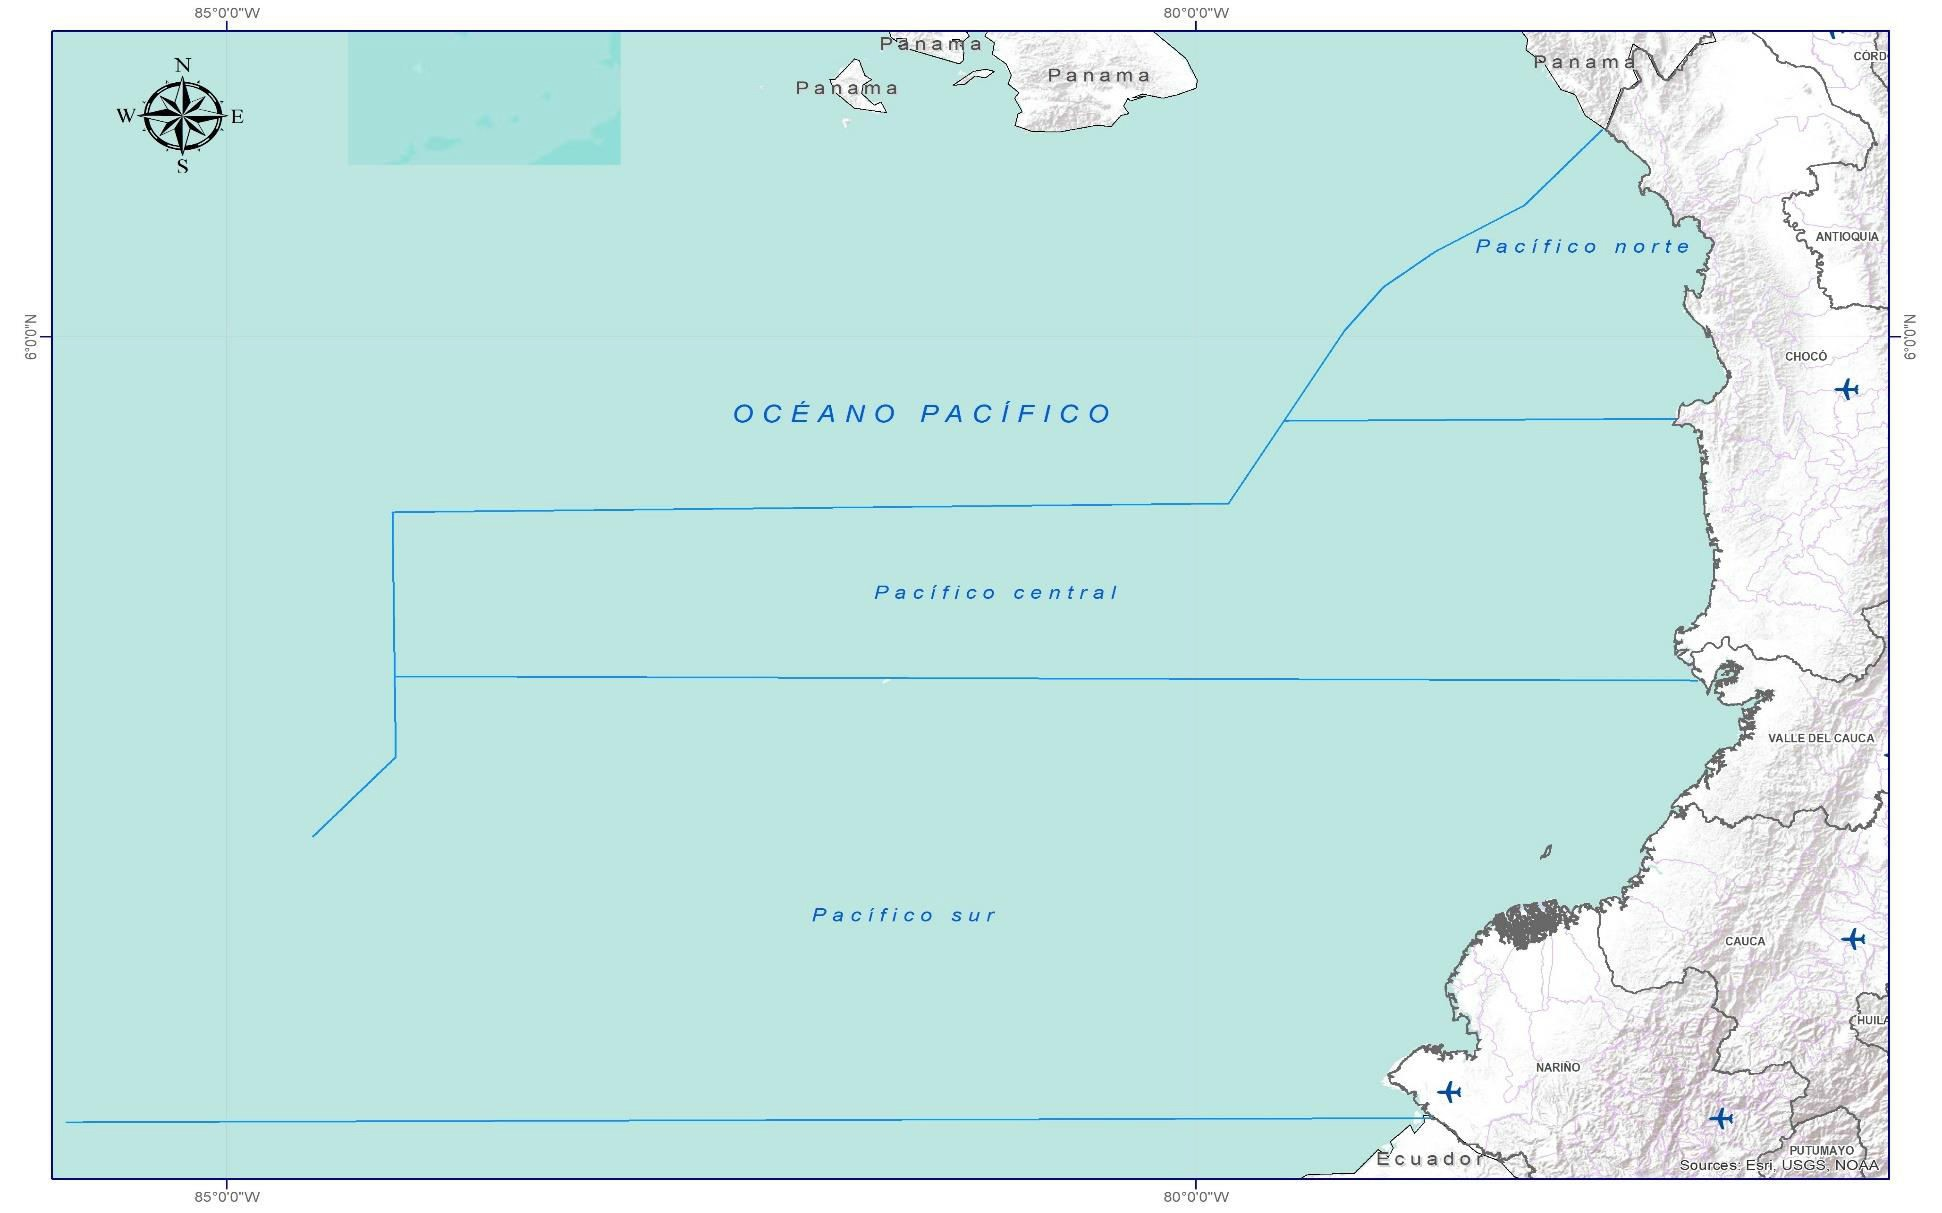 85°0'0"W
80°0'0"W
Panama
Panama
CÓRD
Panama
Panama
N
W
E
S
ANTIOQUIA
Pacífico norte
6°0'0"N
6°0'0"N
CHOCÓ
OCÉANO PACÍFICO
Pacífico central
VALLE DEL CAUCA
Pacífico sur
CAUCA
HUILA
NARIÑO
PUTUMAYO
Ecuador
Sources: Esri, USGS, NOAA
85°0'0"W
80°0'0"W